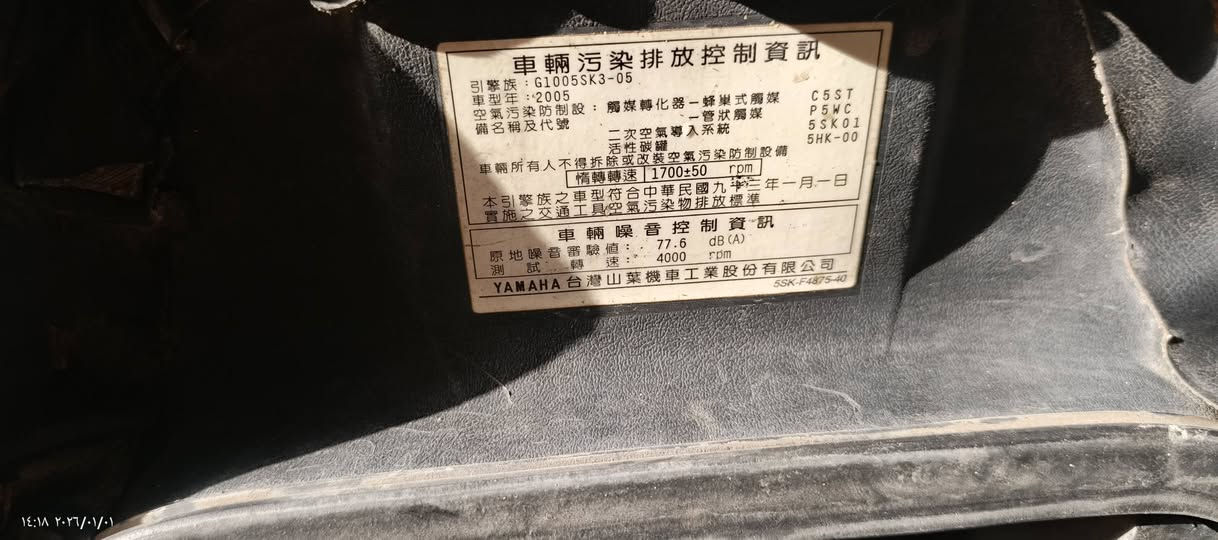 車輛污染排放控制資訊
引擎族：G1005SK3-05
車型年：2005
空氣污染防制設：觸媒轉化器－蜂巢式觸媒 C5ST
備名稱及代號 －管狀觸媒 P5WC
二次空氣導入系統 5SK01
活性碳罐 5HK-00
車輛所有人不得拆除或改裝空氣污染防制設備
惰轉轉速 1700±50 rpm
本引擎族之車型符合中華民國九十三年一月一日
實施之交通工具空氣污染物排放標準
車輛噪音控制資訊
原地噪音審驗值： 77.6 dB(A)
測試轉速： 4000 rpm
YAMAHA 台灣山葉機車工業股份有限公司
5SK-F4875-40
١٤:١٨ ٢٠٢٦/٠١/٠١